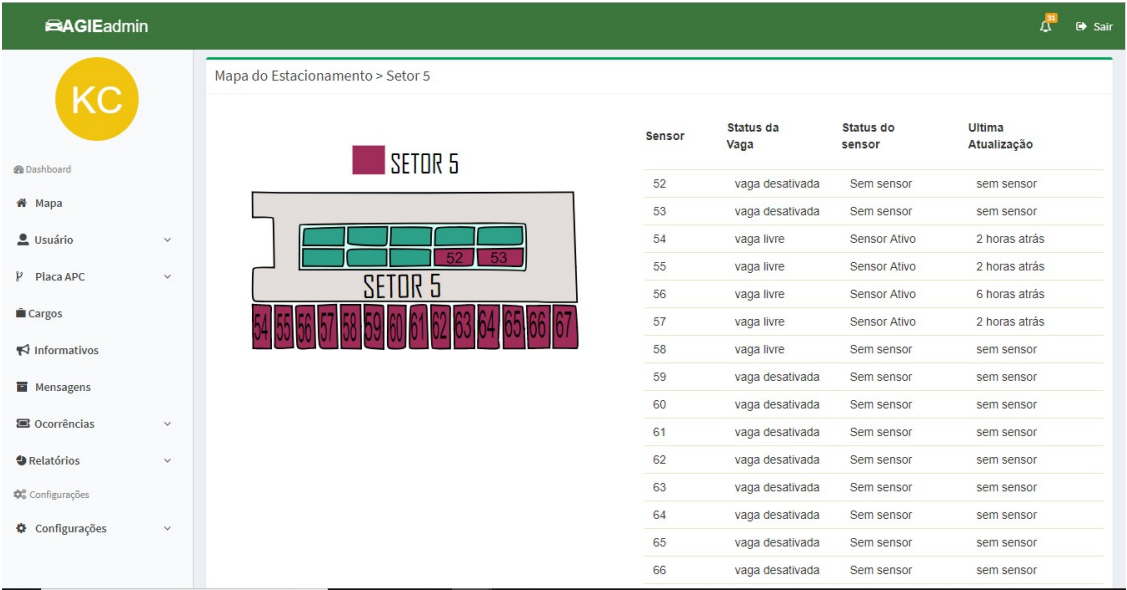 AGIEadmin
31
Sair
KC
Dashboard
Mapa
Usuário
Placa APC
Cargos
Informativos
Mensagens
Ocorrências
Relatórios
Configurações
Configurações
Mapa do Estacionamento > Setor 5
SETOR 5
52 53
SETOR 5
54 55 56 57 58 59 60 61 62 63 64 65 66 67
Sensor Status da Vaga Status do sensor Ultima Atualização
52 vaga desativada Sem sensor sem sensor
53 vaga desativada Sem sensor sem sensor
54 vaga livre Sensor Ativo 2 horas atrás
55 vaga livre Sensor Ativo 2 horas atrás
56 vaga livre Sensor Ativo 6 horas atrás
57 vaga livre Sensor Ativo 2 horas atrás
58 vaga livre Sem sensor sem sensor
59 vaga desativada Sem sensor sem sensor
60 vaga desativada Sem sensor sem sensor
61 vaga desativada Sem sensor sem sensor
62 vaga desativada Sem sensor sem sensor
63 vaga desativada Sem sensor sem sensor
64 vaga desativada Sem sensor sem sensor
65 vaga desativada Sem sensor sem sensor
66 vaga desativada Sem sensor sem sensor